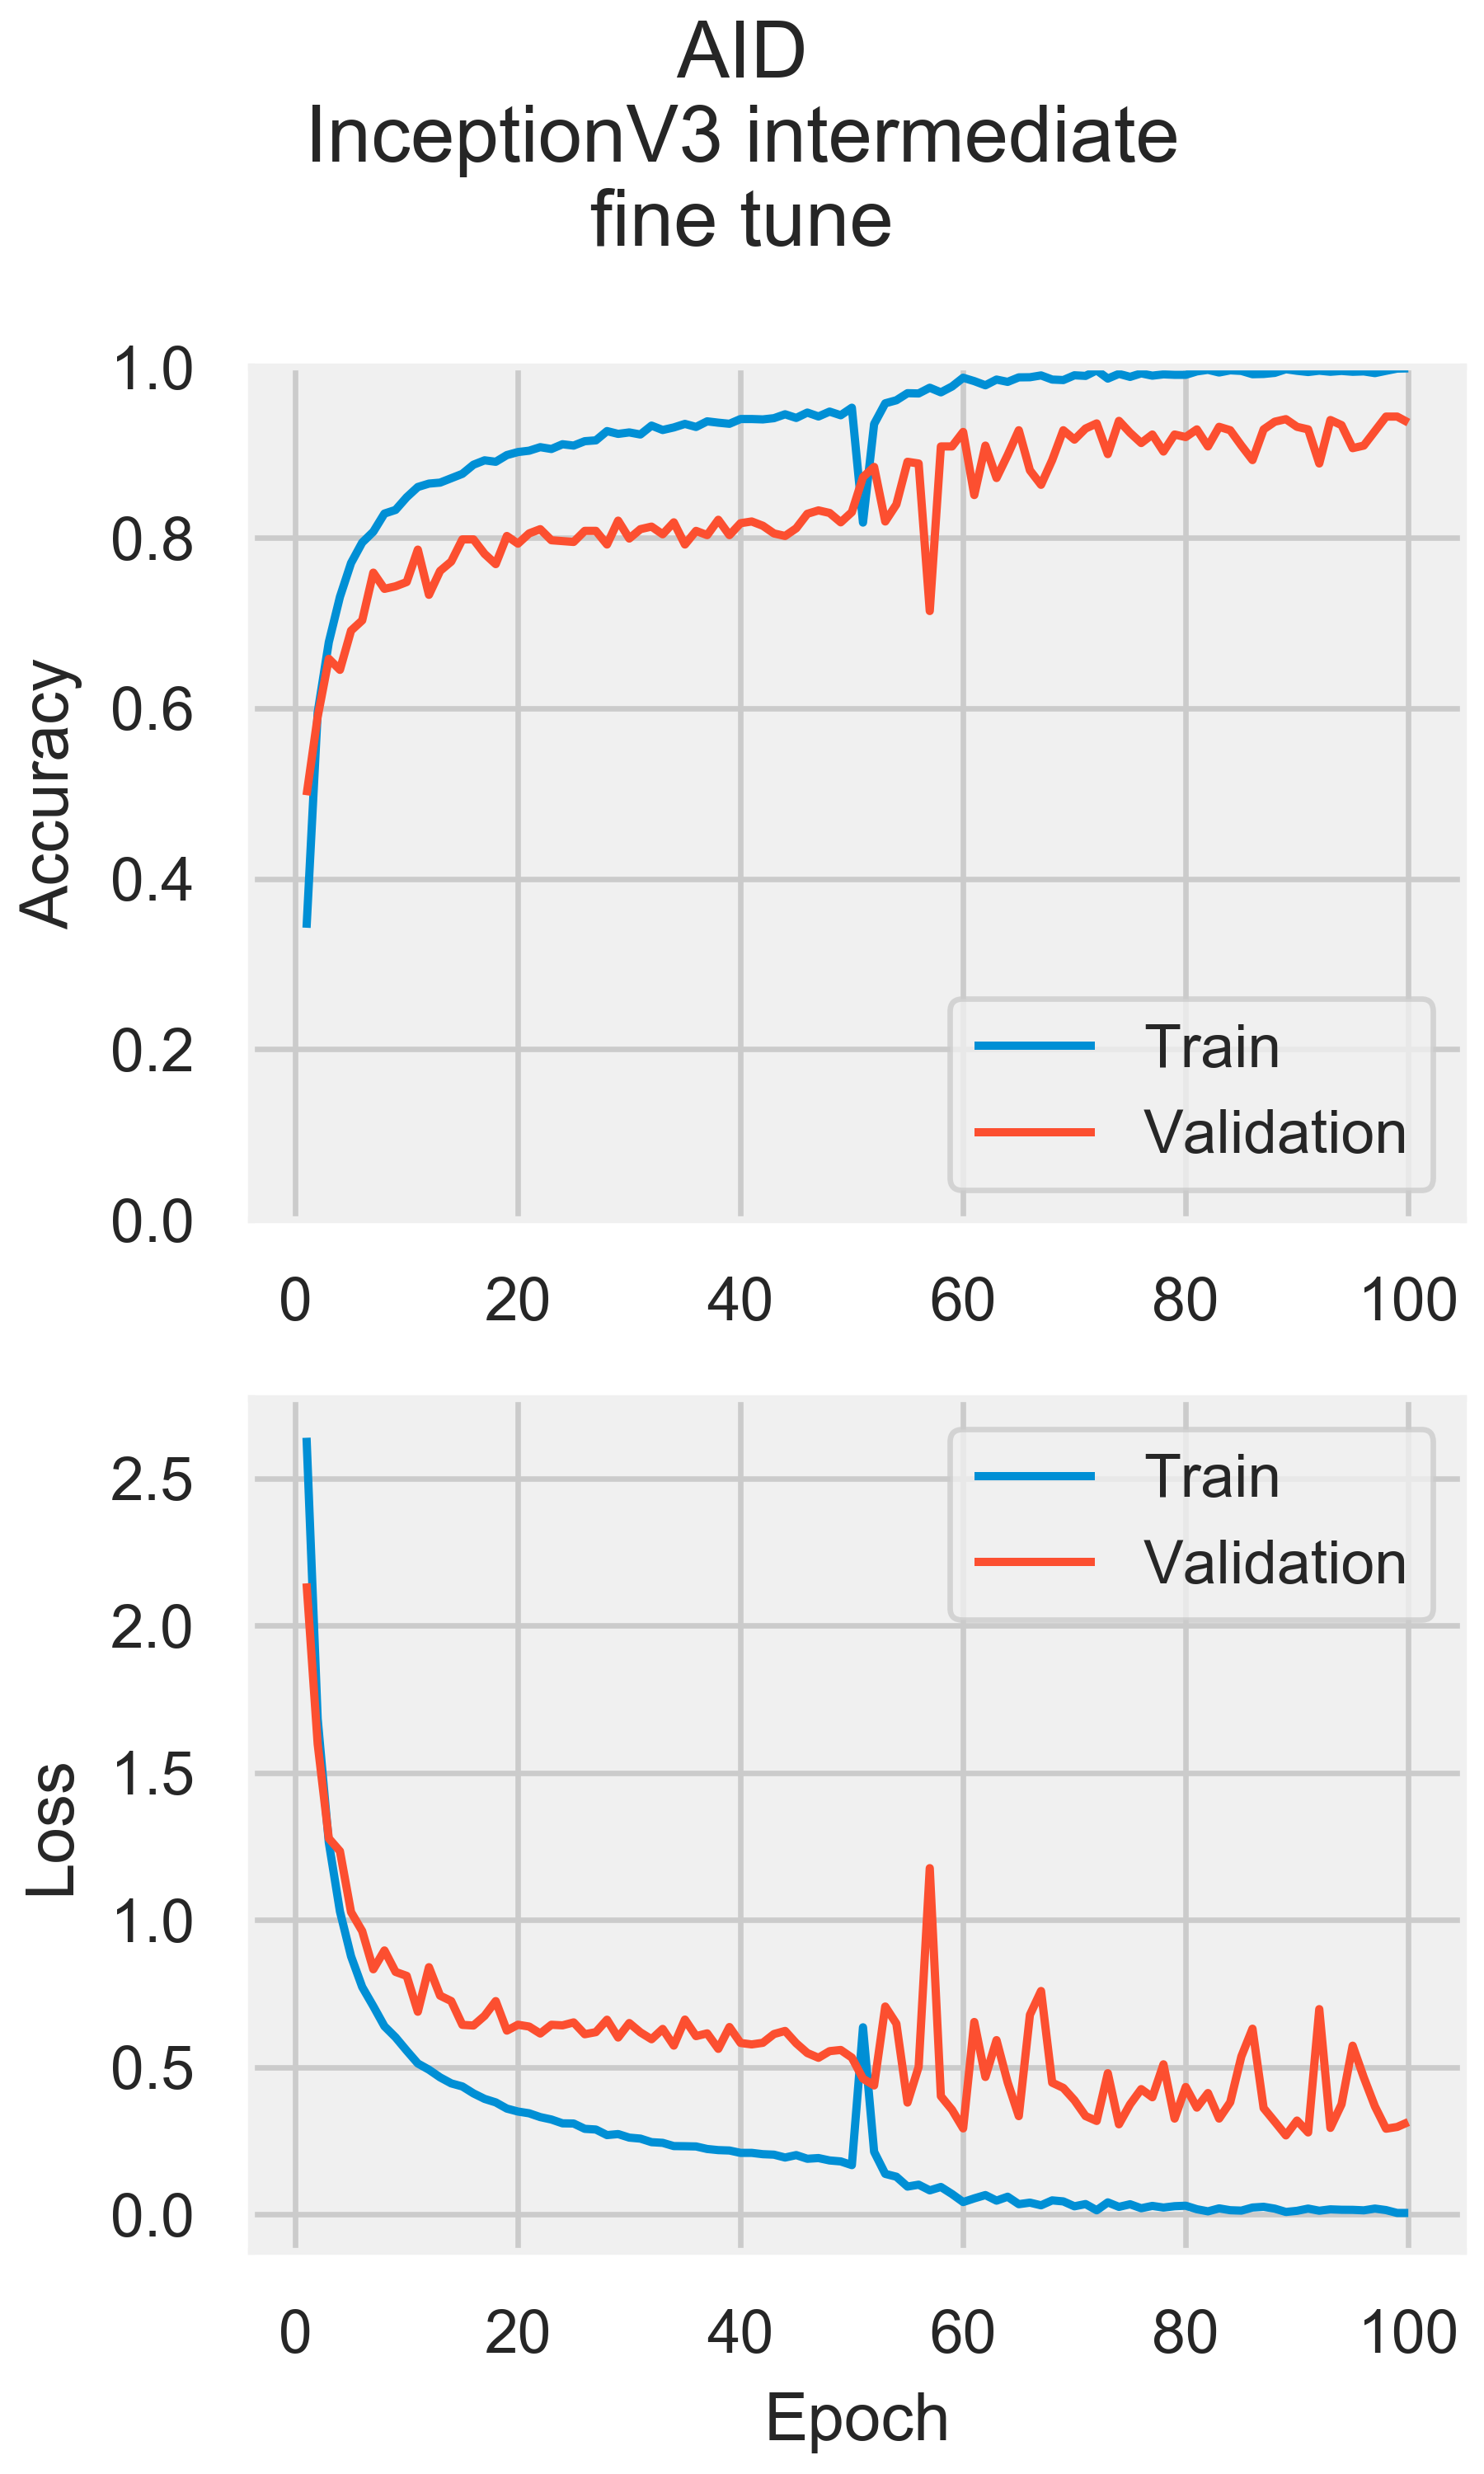 AID
InceptionV3 intermediate
fine tune
1.0
0.8
0.6
0.4
0.2
0.0
Accuracy
Train
Validation
0 20 40 60 80 100
2.5
2.0
1.5
1.0
0.5
0.0
Loss
Train
Validation
0 20 40 60 80 100
Epoch